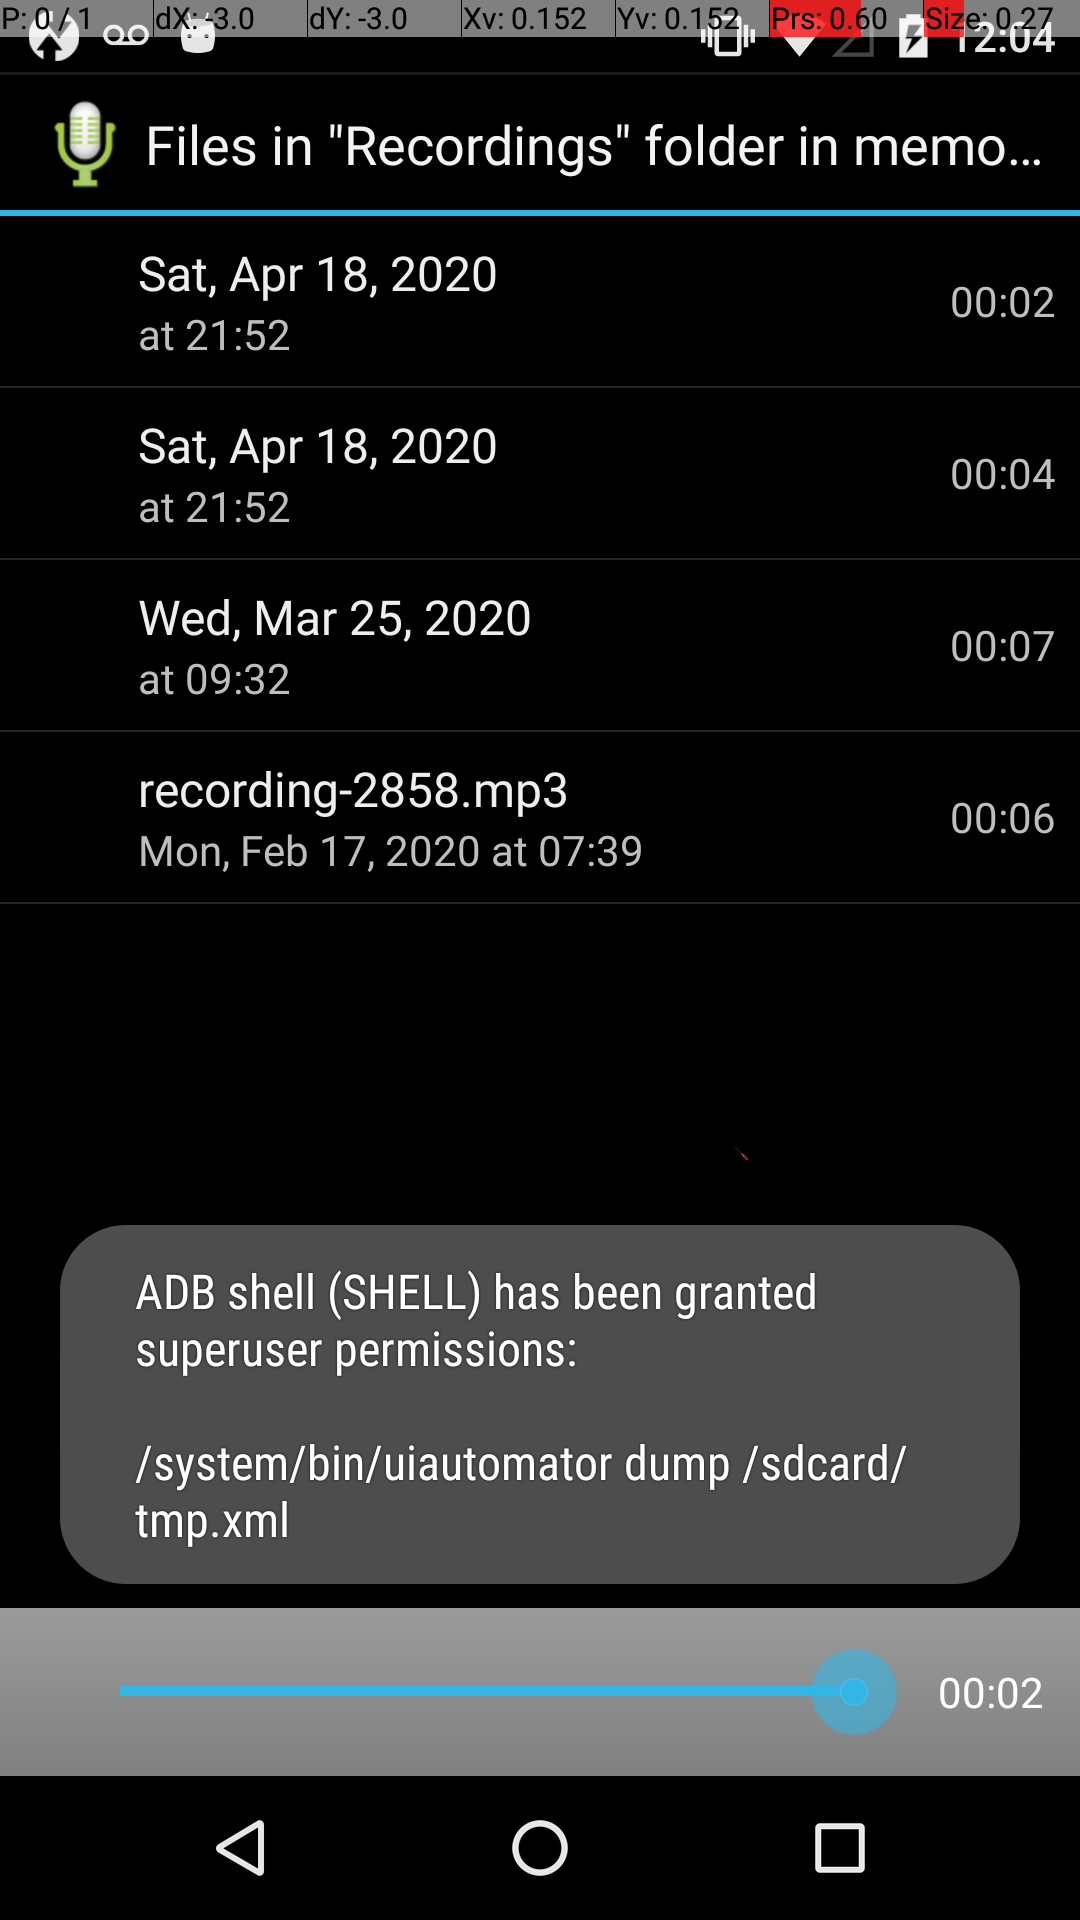 P: 0 / 1 dX: -3.0 dY: -3.0 Xv: 0.152 Yv: 0.152 Prs: 0.60 Size: 0.27
12:04
Files in "Recordings" folder in memo...
Sat, Apr 18, 2020
at 21:52
00:02
Sat, Apr 18, 2020
at 21:52
00:04
Wed, Mar 25, 2020
at 09:32
00:07
recording-2858.mp3
Mon, Feb 17, 2020 at 07:39
00:06
ADB shell (SHELL) has been granted
superuser permissions:
/system/bin/uiautomator dump /sdcard/
tmp.xml
00:02